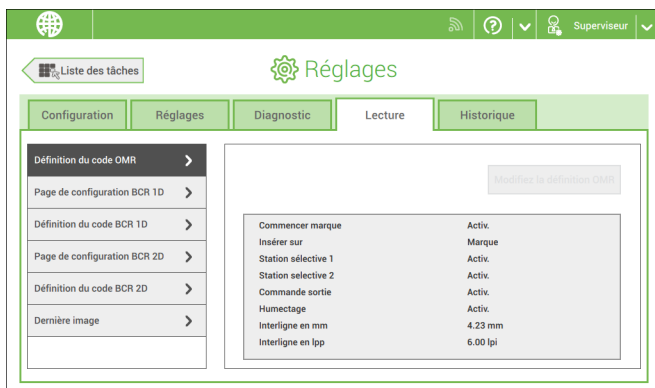 Superviseur
Liste des tâches
Réglages
Configuration Réglages Diagnostic Lecture Historique
Définition du code OMR
Page de configuration BCR 1D
Définition du code BCR 1D
Page de configuration BCR 2D
Définition du code BCR 2D
Dernière image
Modifiez la définition OMR
Commencer marque Activ.
Insérer sur Marque
Station sélective 1 Activ.
Station selective 2 Activ.
Commande sortie Activ.
Humectage Activ.
Interligne en mm 4.23 mm
Interligne en lpp 6.00 lpi